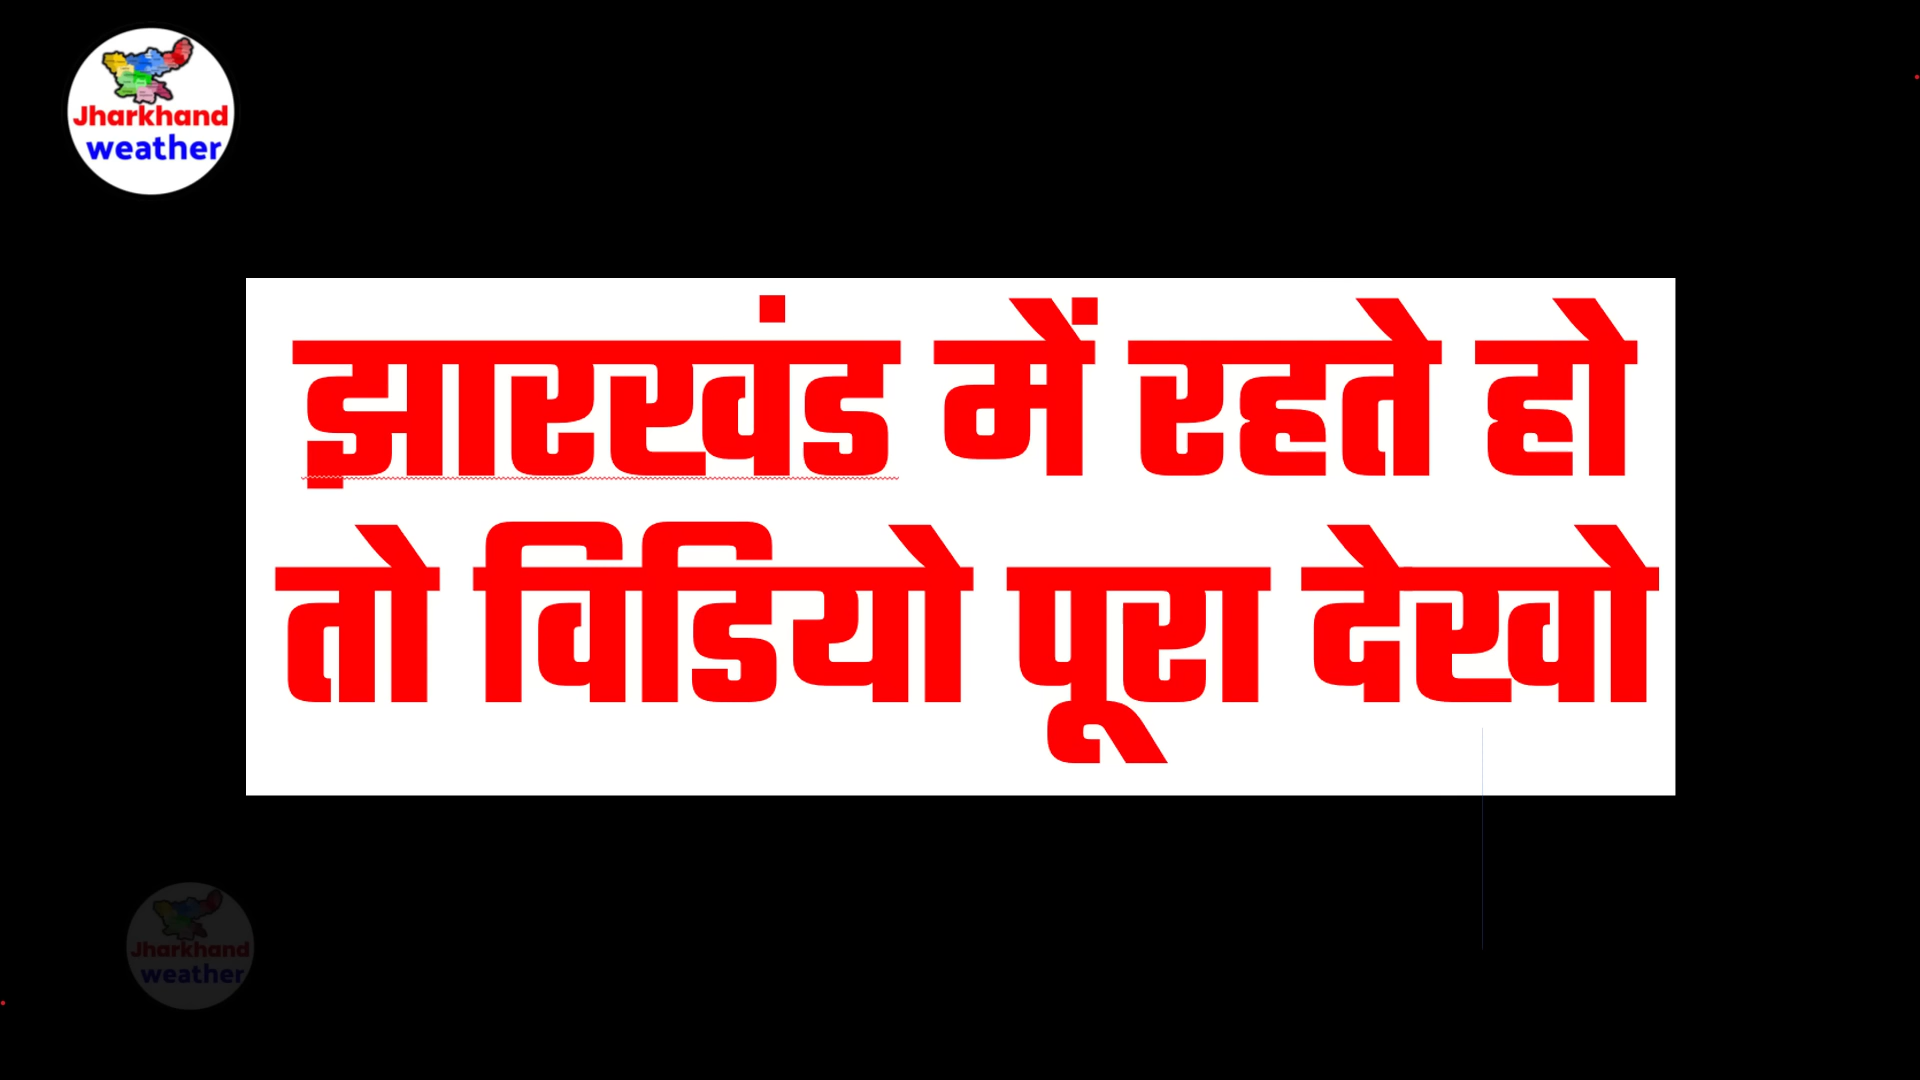 Jharkhand
weather
झारखंड में रहते हो
तो विडियो पूरा देखो
Jharkhand
weather